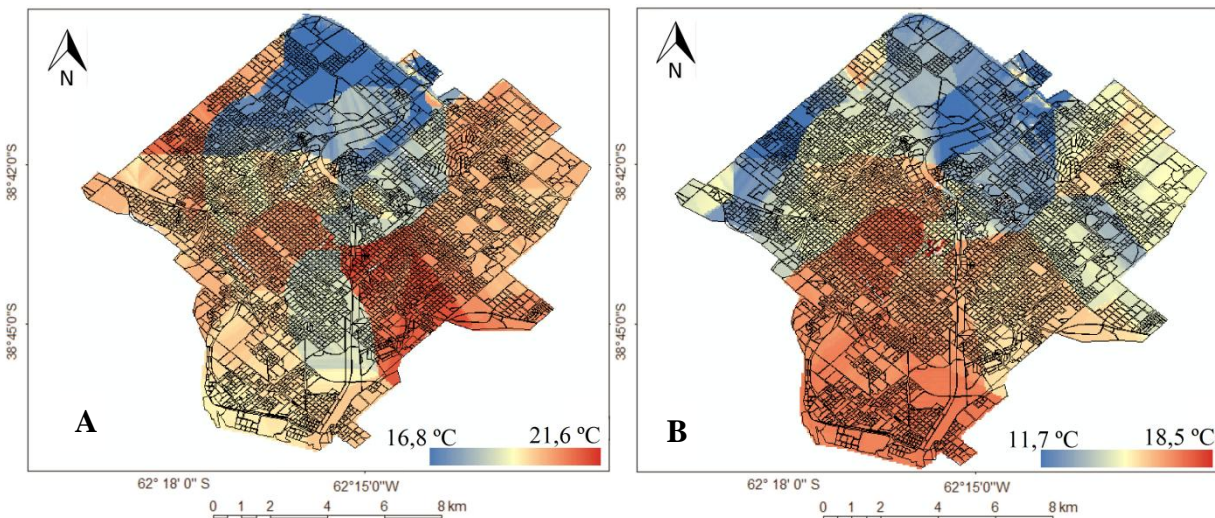 N
38° 42'0"S
38° 45'0"S
A
16,8 ºC 21,6 ºC
62° 18' 0" S 62°15'0"W
0 1 2 4 6 8 km
N
38° 42'0"S
38° 45'0"S
B
11,7 ºC 18,5 ºC
62° 18' 0" S 62°15'0"W
0 1 2 4 6 8 km